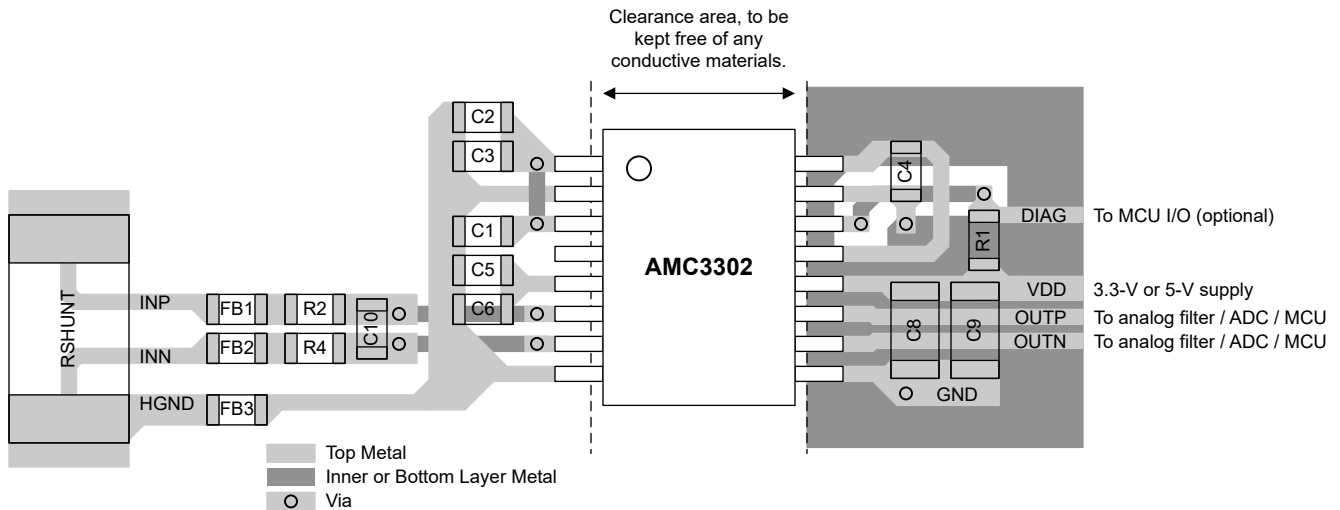 Clearance area, to be
kept free of any
conductive materials.
C2
C3
C4
C1
DIAG
To MCU I/O (optional)
R1
AMC3302
C5
VDD
3.3-V or 5-V supply
RSHUNT
INP
FB1
R2
C10
C6
C8
C9
OUTP
To analog filter / ADC / MCU
INN
FB2
R4
OUTN
To analog filter / ADC / MCU
HGND
FB3
GND
Top Metal
Inner or Bottom Layer Metal
Via